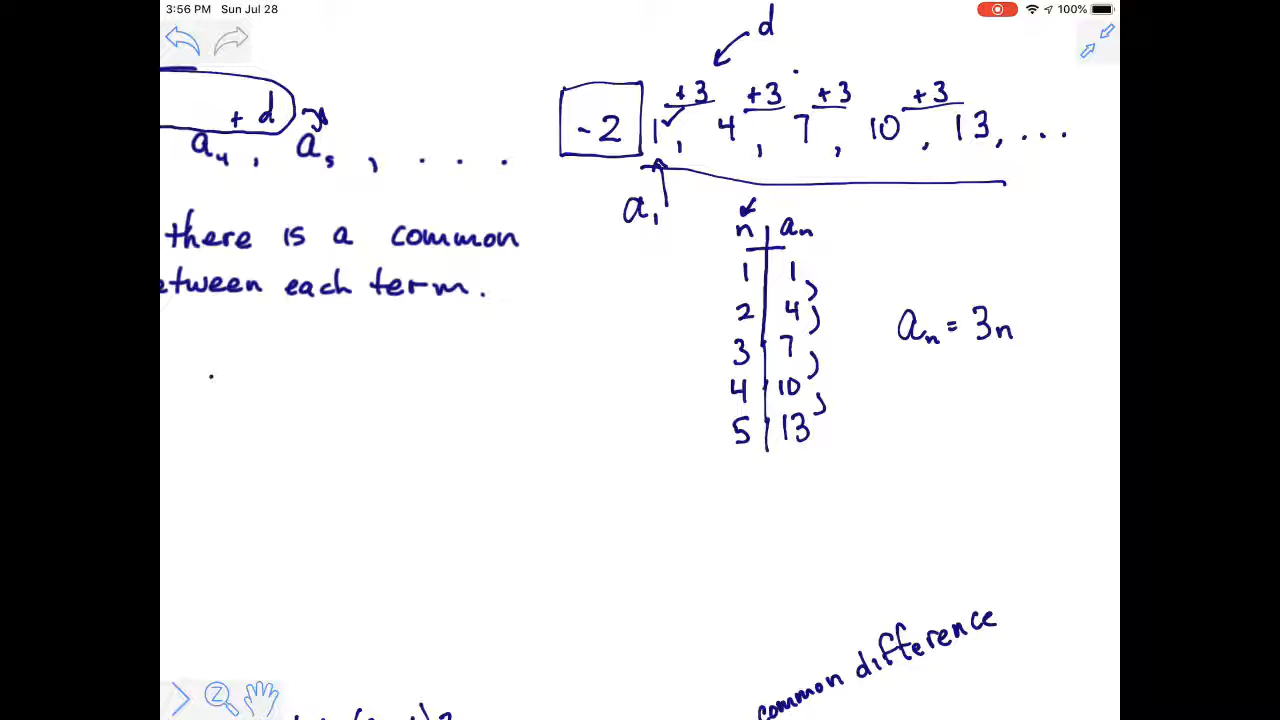 3:56 PM Sun Jul 28
100%
d
+3 +3 +3 +3
-2 1, 4, 7, 10, 13, ...
+ d
a₄, a₅, . . . .
a₁
there is a common
etween each term.
n | aₙ
1 | 1
2 | 4
3 | 7
4 | 10
5 | 13
aₙ = 3n
common difference
Z